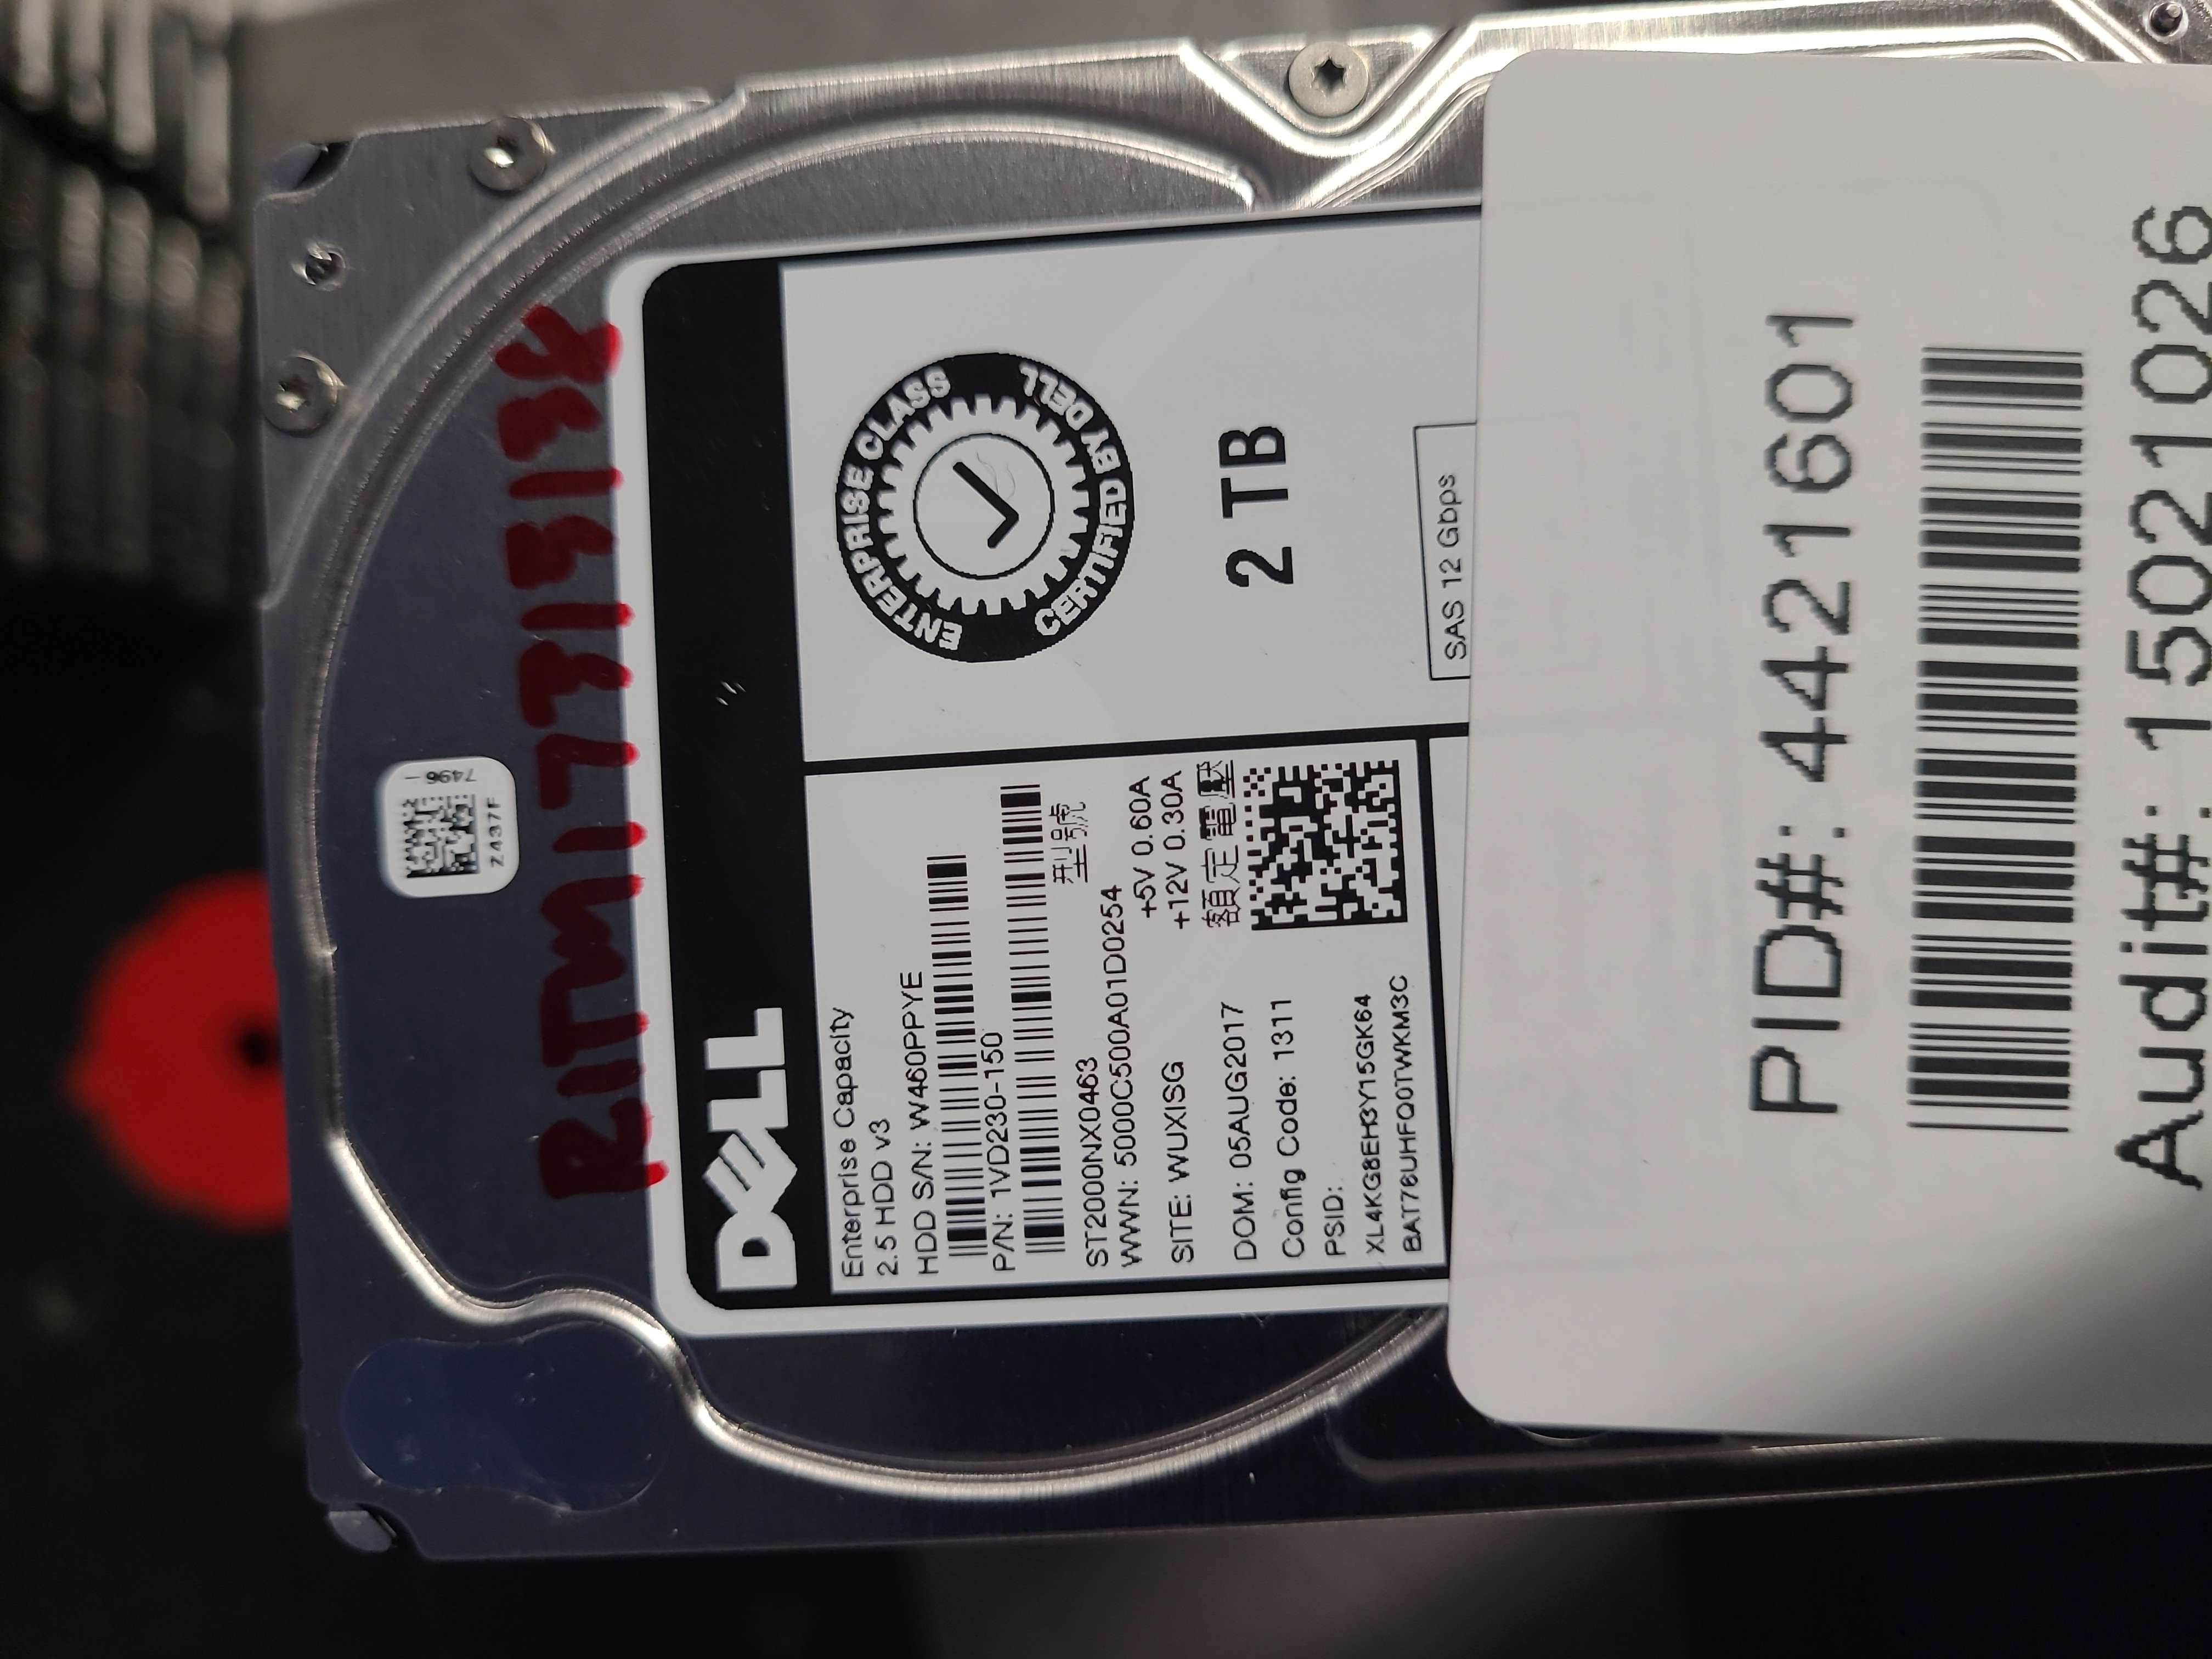 7496-
Z437F
RITM17313138
DELL
Enterprise Capacity
2.5 HDD v3
HDD S/N: W460PPYE
P/N: 1VD230-150
型號
ST2000NX0463
WWN: 5000C500A01D0254
+5V 0.60A
SITE: WUXISG
+12V 0.30A
額定電壓
DOM: 05AUG2017
Config Code: 1311
PSID:
XL4KG8EH3Y15GK64
BAT76UHFQ0TWKM3C
ENTERPRISE CLASS
CERTIFIED BY DELL
2 TB
SAS 12 Gbps
PID#: 4421601
Audit#: 15021026